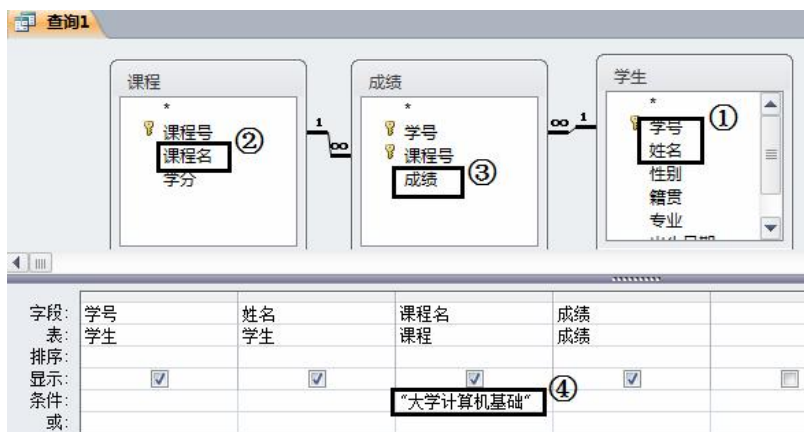 查询1
课程
*
课程号
课程名
学分
②
1
∞
成绩
*
学号
课程号
成绩
③
∞
1
学生
*
学号
姓名
性别
籍贯
专业
①
字段: 学号 姓名 课程名 成绩
表: 学生 学生 课程 成绩
排序:
显示:
条件: "大学计算机基础" ④
或: